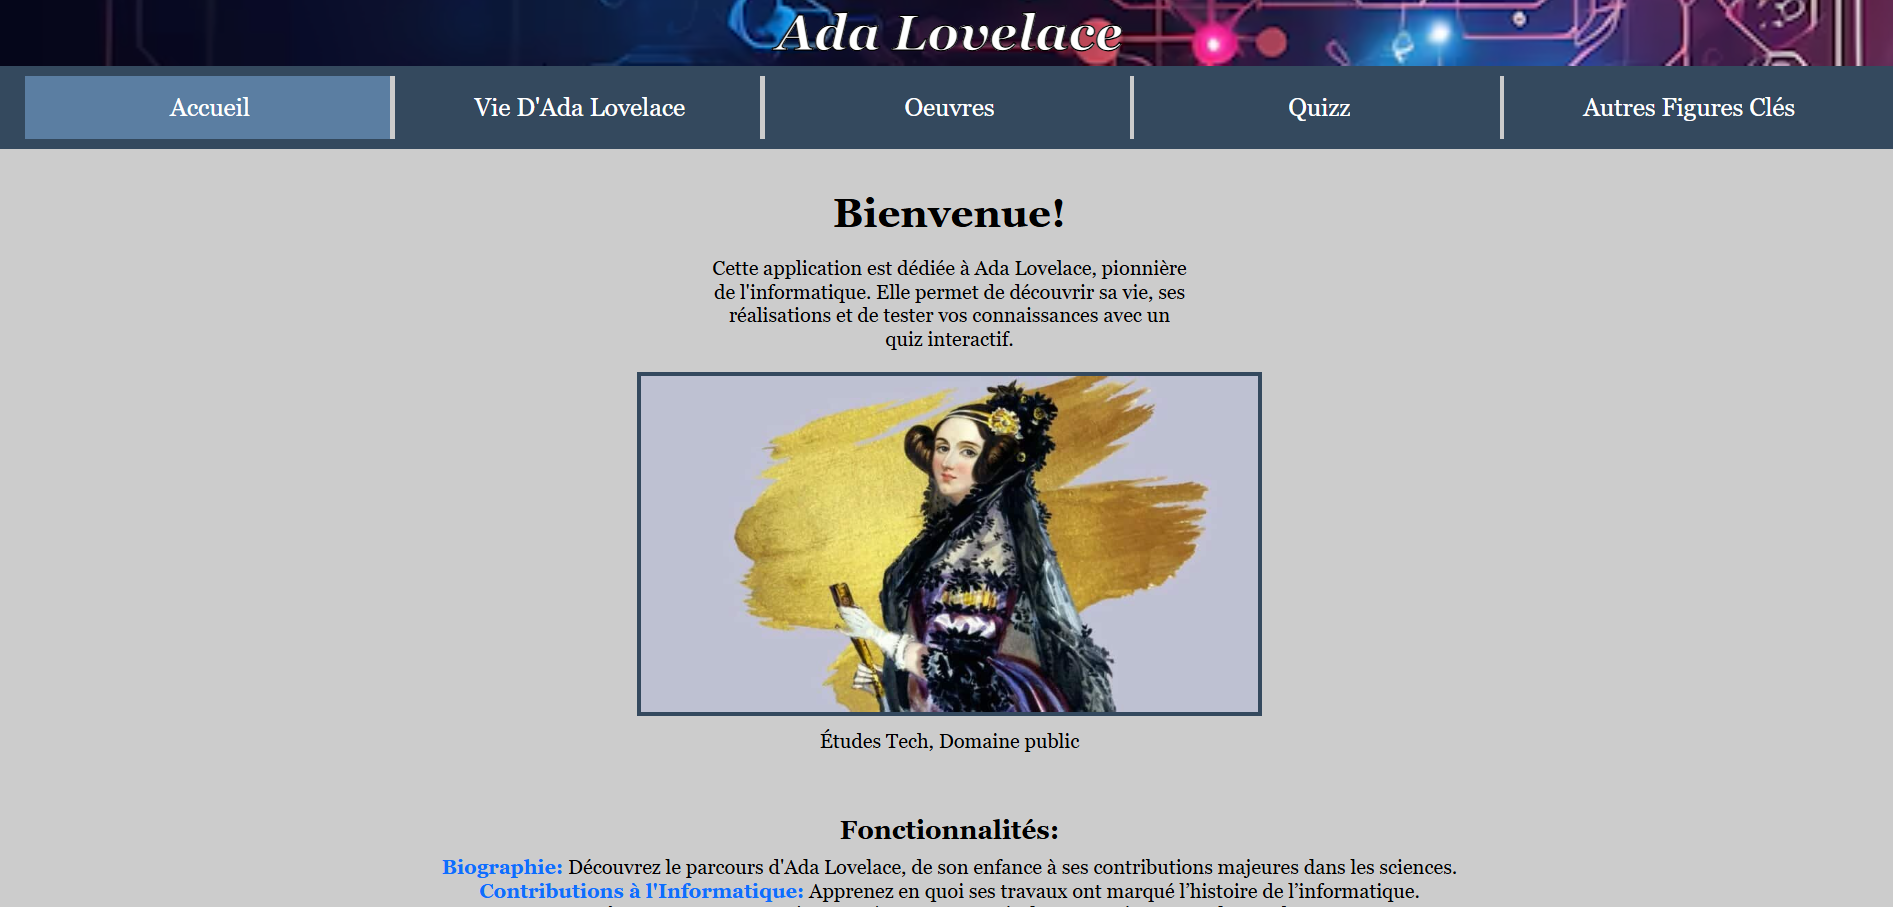 Ada Lovelace
Accueil
Vie D'Ada Lovelace
Oeuvres
Quizz
Autres Figures Clés
Bienvenue!
Cette application est dédiée à Ada Lovelace, pionnière
de l'informatique. Elle permet de découvrir sa vie, ses
réalisations et de tester vos connaissances avec un
quiz interactif.
Études Tech, Domaine public
Fonctionnalités:
Biographie: Découvrez le parcours d'Ada Lovelace, de son enfance à ses contributions majeures dans les sciences.
Contributions à l'Informatique: Apprenez en quoi ses travaux ont marqué l’histoire de l’informatique.